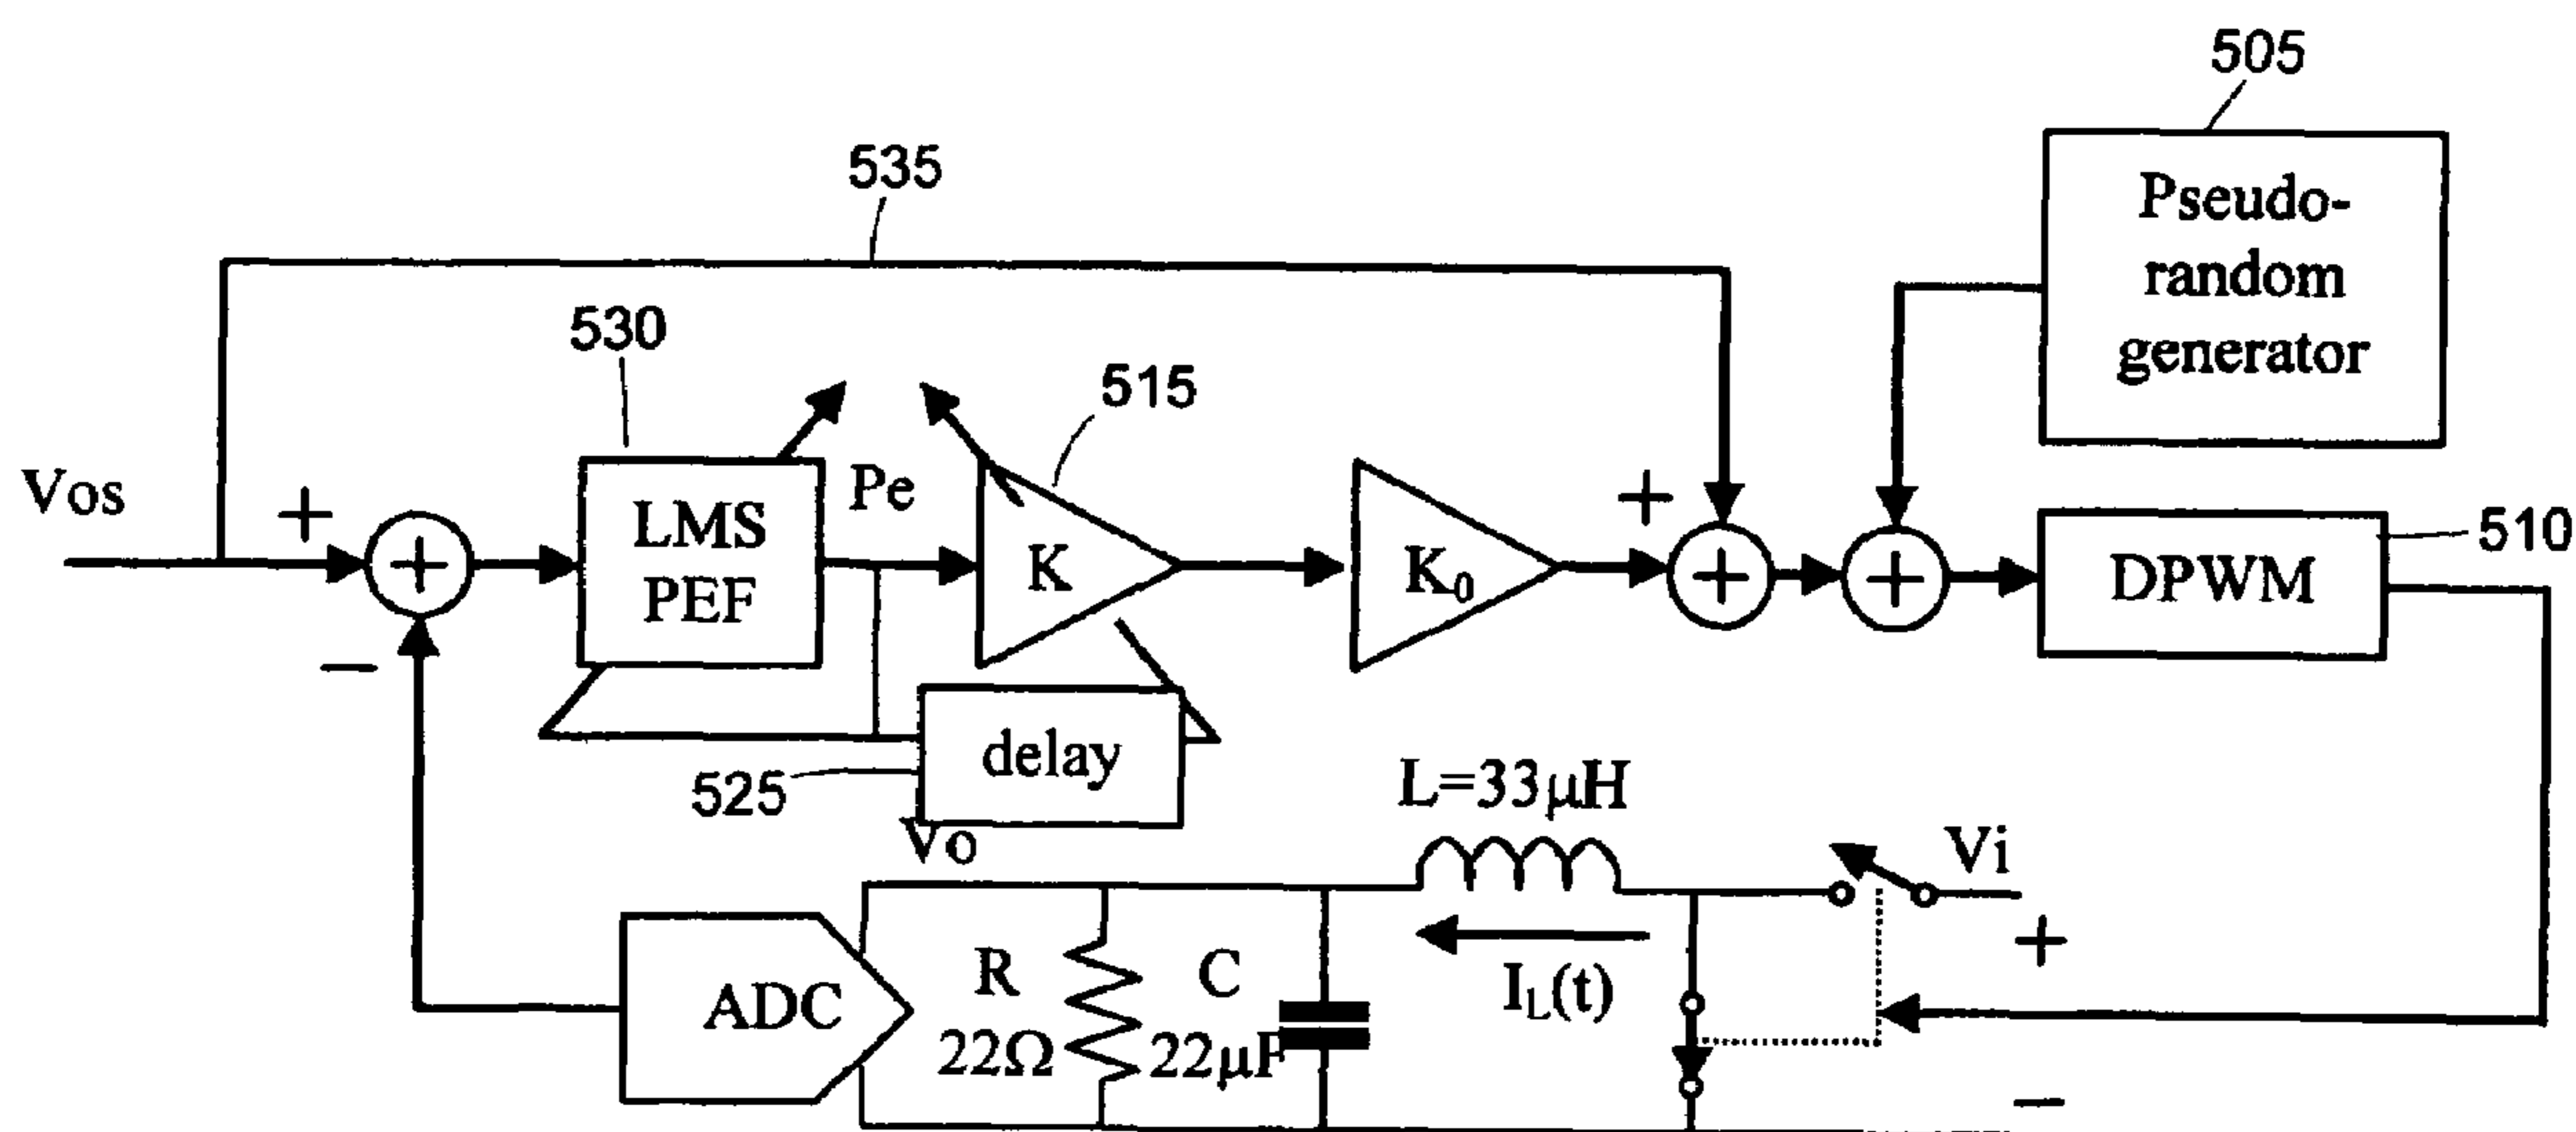 505
Pseudo-
random
generator
535
530
515
Vos
+
+
−
LMS
PEF
Pe
K
K₀
+
+
+
DPWM
510
delay
525
Vo
L=33μH
Vi
+
−
I_L(t)
ADC
R
22Ω
C
22μF